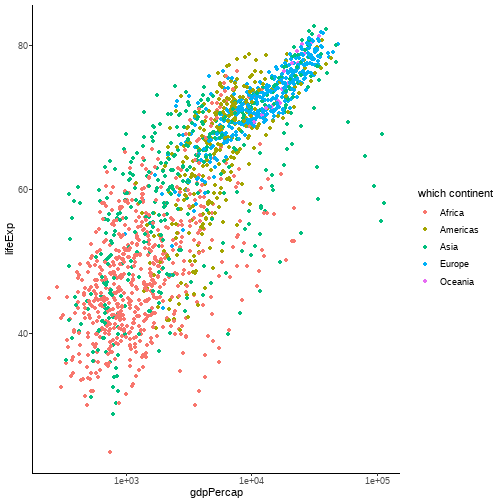 80
60
40
lifeExp
1e+03
1e+04
1e+05
gdpPercap
which continent
Africa
Americas
Asia
Europe
Oceania